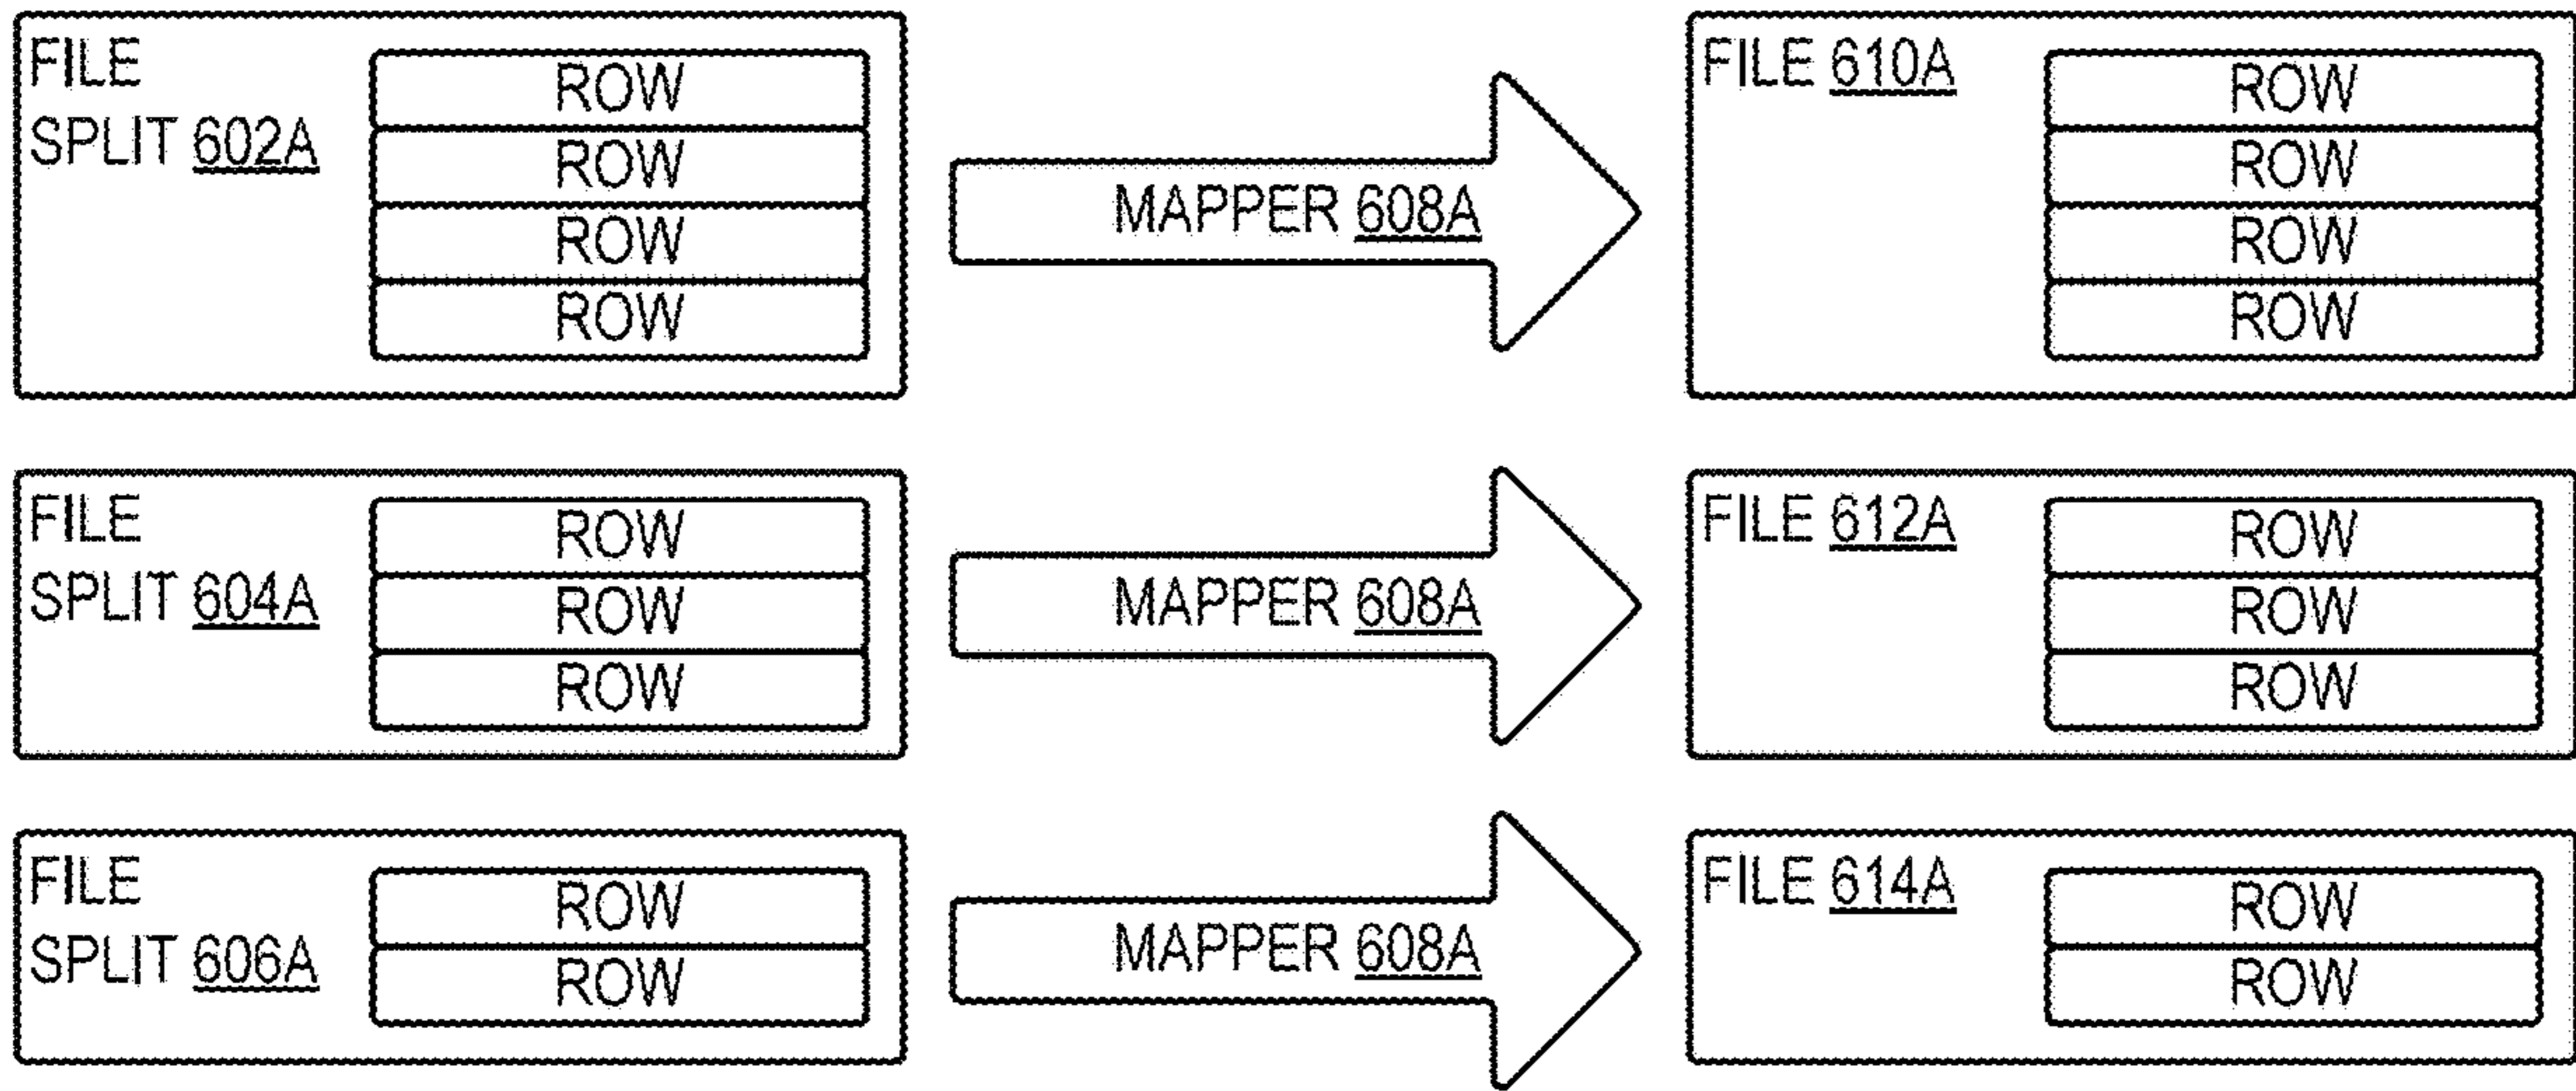 FILE
SPLIT 602A
ROW
ROW
ROW
ROW
MAPPER 608A
FILE 610A
ROW
ROW
ROW
ROW
FILE
SPLIT 604A
ROW
ROW
ROW
MAPPER 608A
FILE 612A
ROW
ROW
ROW
FILE
SPLIT 606A
ROW
ROW
MAPPER 608A
FILE 614A
ROW
ROW